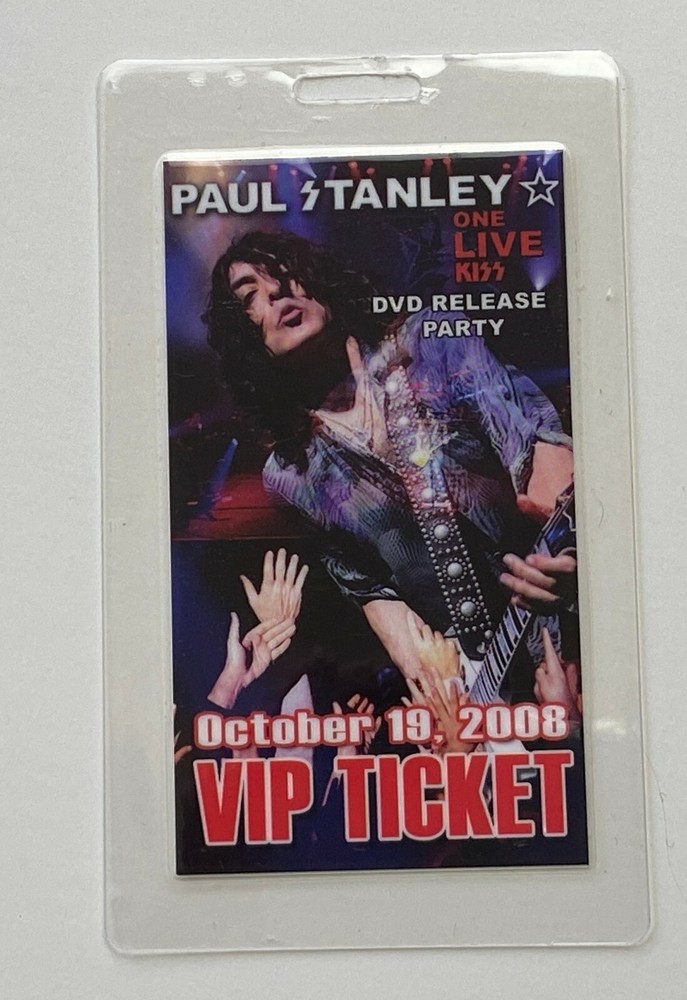 PAUL STANLEY
ONE
LIVE
KISS
DVD RELEASE
PARTY
October 19, 2008
VIP TICKET